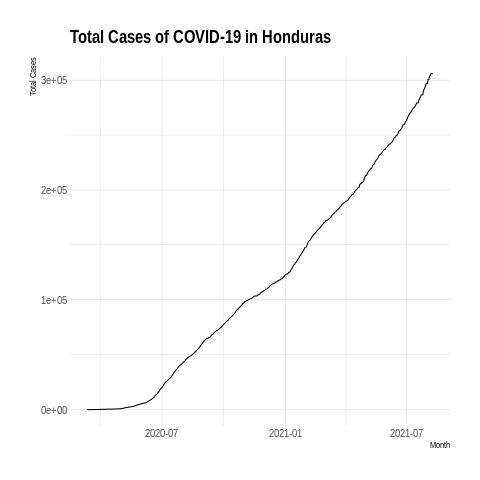 Total Cases of COVID-19 in Honduras
Total Cases
3e+05
2e+05
1e+05
0e+00
2020-07
2021-01
2021-07
Month